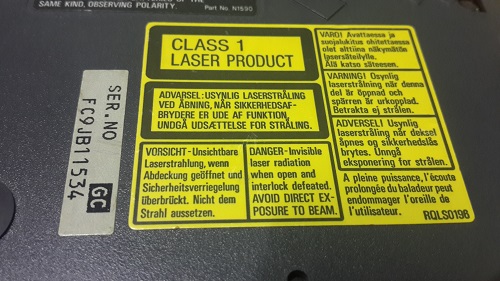 SAME KIND, OBSERVING POLARITY.
Part No. N1590
SER. NO
FC9JB11534
GC
CLASS 1
LASER PRODUCT
ADVARSEL: USYNLIG LASERSTRÅLING
VED ÅBNING, NÅR SIKKERHEDSAF-
BRYDERE ER UDE AF FUNKTION,
UNDGÅ UDSÆTTELSE FOR STRÅLING.
VORSICHT - Unsichtbare
Laserstrahlung, wenn
Abdeckung geöffnet und
Sicherheitsverriegelung
überbrückt. Nicht dem
Strahl aussetzen.
DANGER - Invisible
laser radiation
when open and
interlock defeated.
AVOID DIRECT EX-
POSURE TO BEAM.
VARO! Avattaessa ja
suojalukitus ohitettaessa
olet alttiina näkymätön
lasersäteilylle.
Älä katso säteeseen.
VARNING! Osynlig
laserstrålning när denna
del är öppnad och
spärren är urkopplad.
Betrakta ej strålen.
ADVERSEL! Usynlig
laserstråling når deksel
åpnes og sikkerhedslås
brytes. Unngå
eksponering for strålen.
A pleine puissance, l'écoute
prolongée du baladeur peut
endommager l'oreille de
l'utilisateur.
RQLS0198